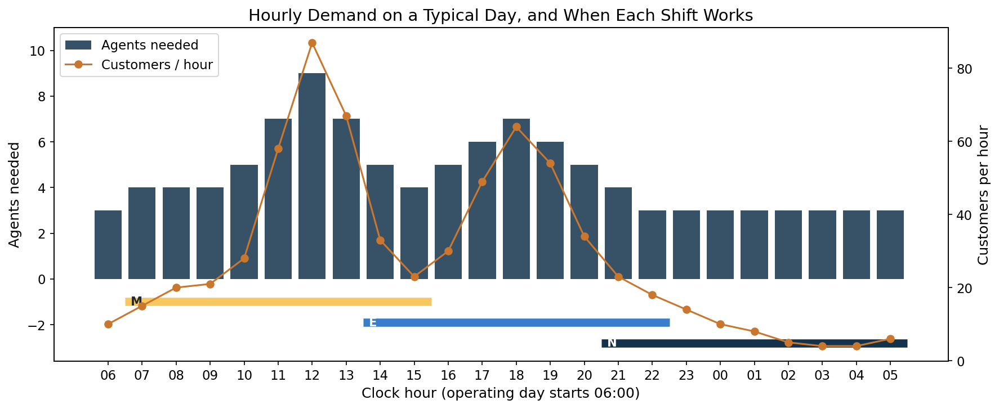 Hourly Demand on a Typical Day, and When Each Shift Works
Agents needed
Customers / hour
10
8
6
4
2
0
−2
Agents needed
80
60
40
20
0
Customers per hour
M
E
N
06 07 08 09 10 11 12 13 14 15 16 17 18 19 20 21 22 23 00 01 02 03 04 05
Clock hour (operating day starts 06:00)